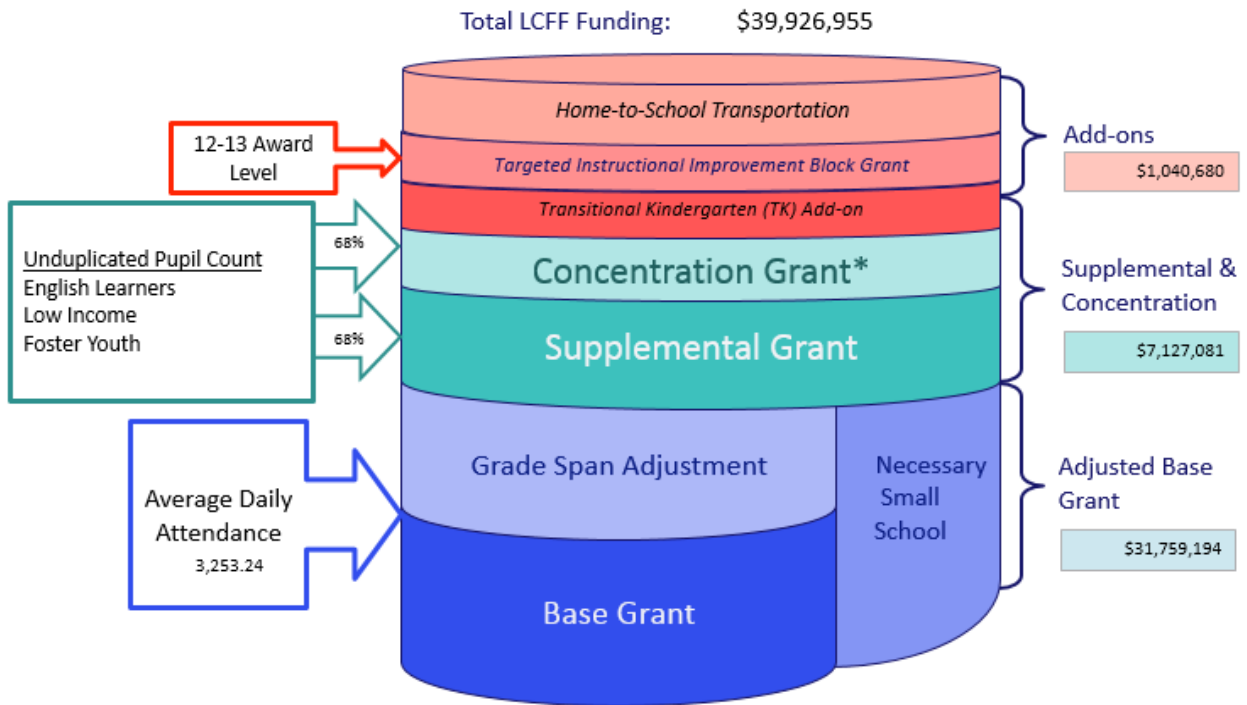 Total LCFF Funding: $39,926,955
Home-to-School Transportation
12-13 Award
Level
Targeted Instructional Improvement Block Grant
Add-ons
$1,040,680
Transitional Kindergarten (TK) Add-on
68%
Unduplicated Pupil Count
English Learners
Low Income
Foster Youth
68%
Concentration Grant*
Supplemental Grant
Supplemental &
Concentration
$7,127,081
Grade Span Adjustment
Necessary
Small
School
Adjusted Base
Grant
$31,759,194
Average Daily
Attendance
3,253.24
Base Grant